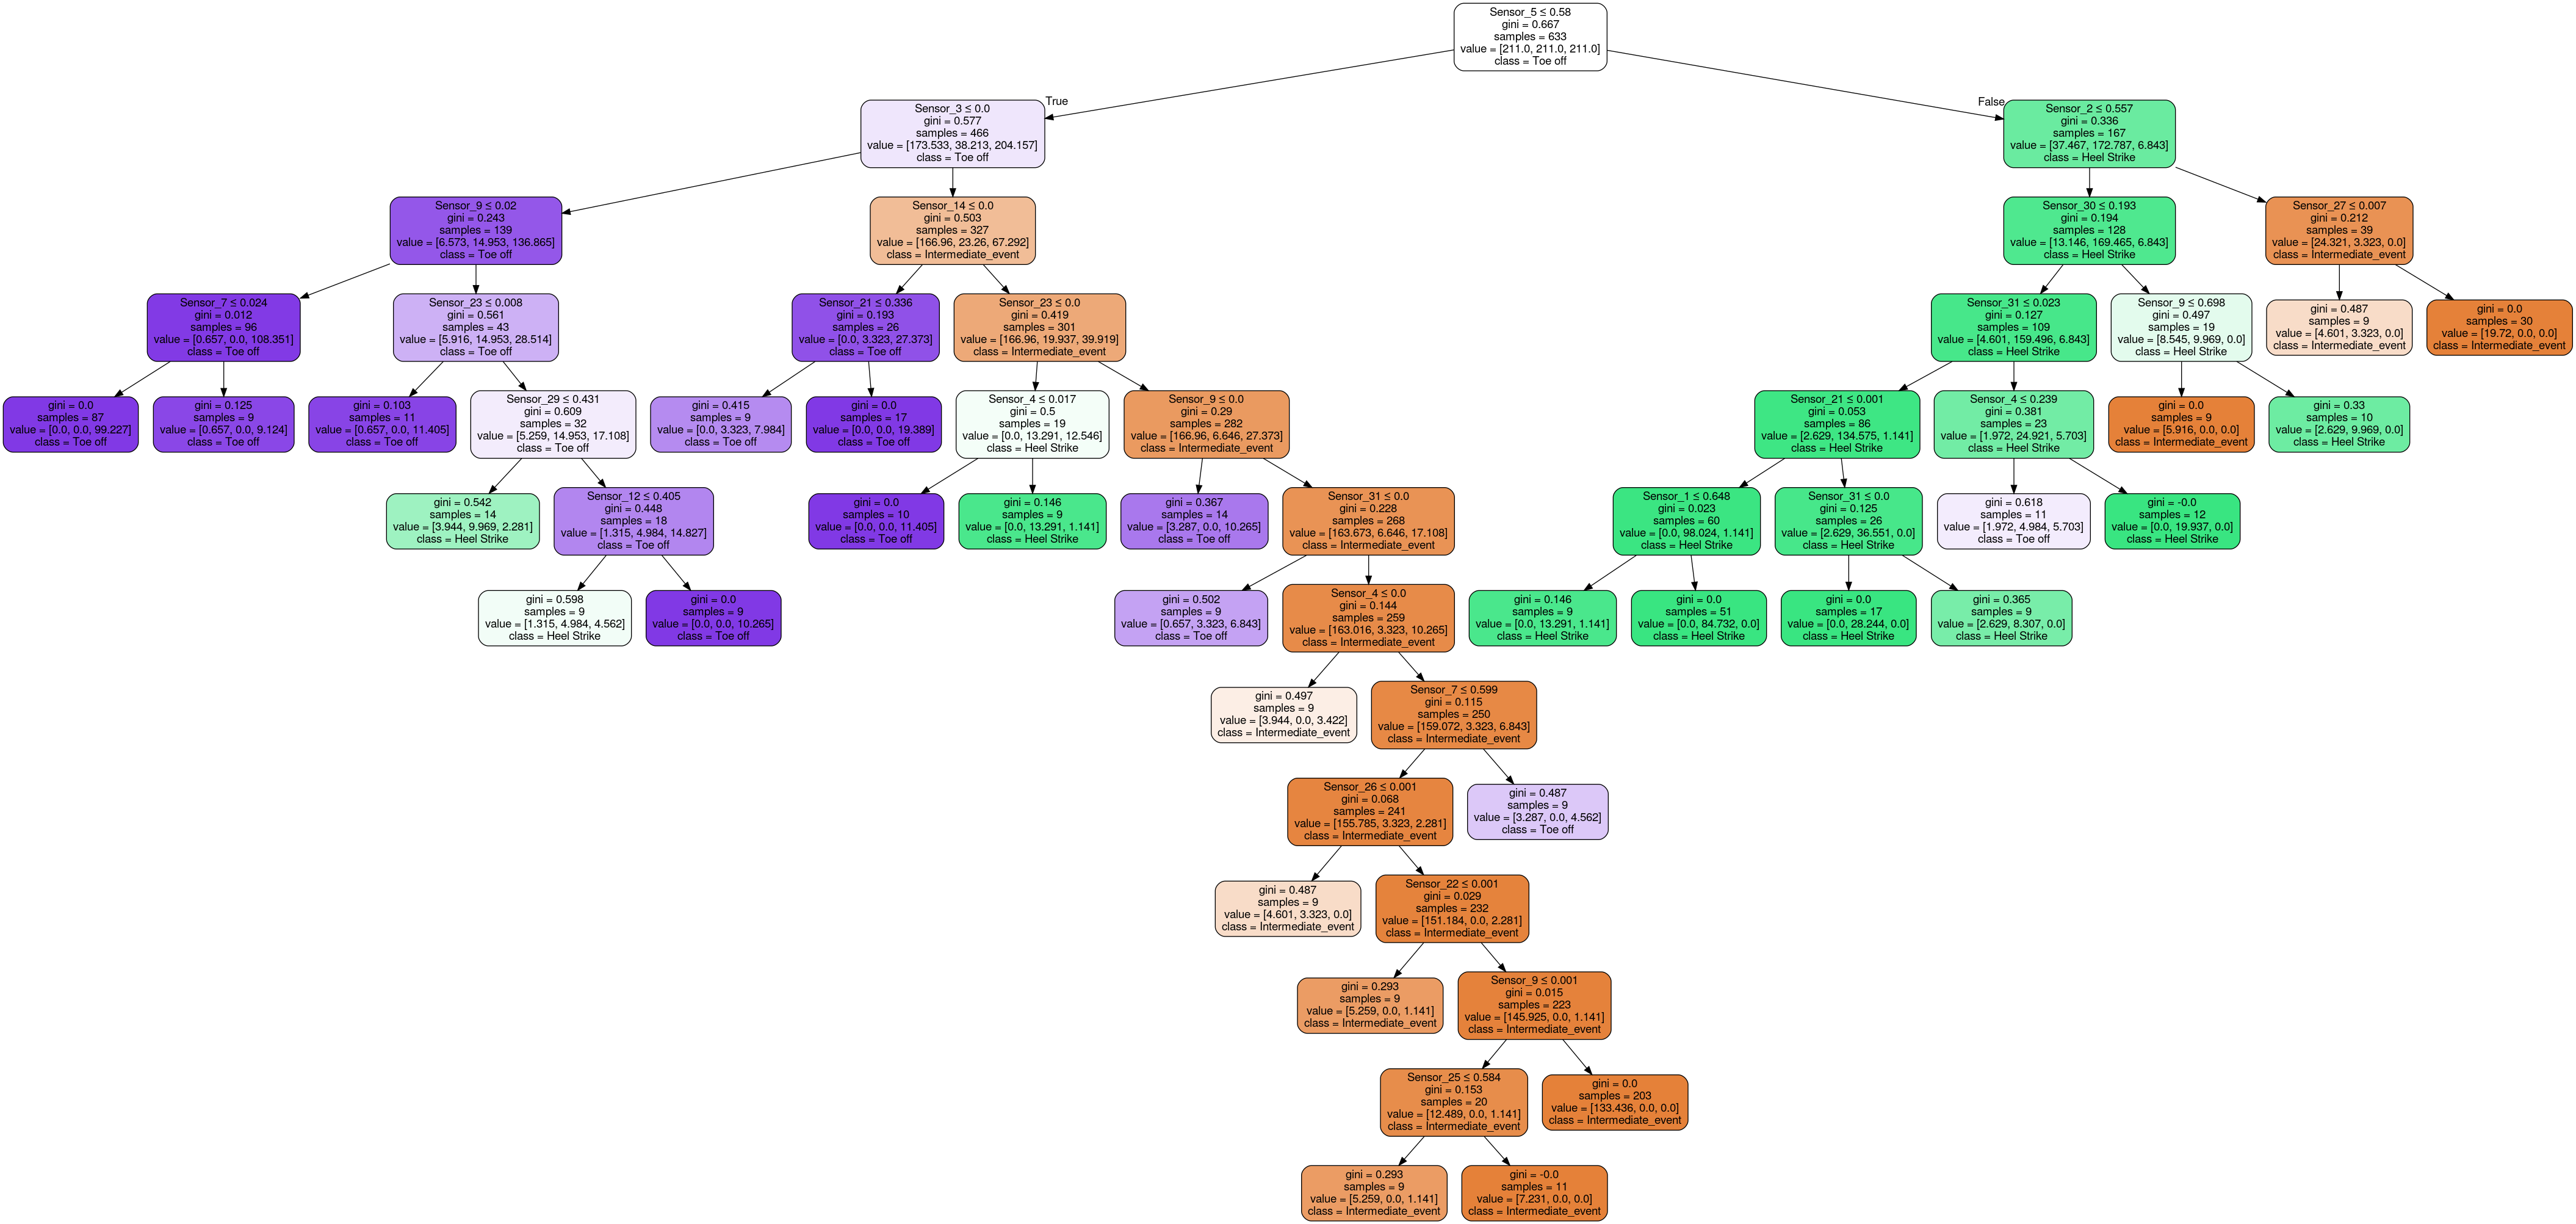 Sensor_5 ≤ 0.58
gini = 0.667
samples = 633
value = [211.0, 211.0, 211.0]
class = Toe off
True
False
Sensor_3 ≤ 0.0
gini = 0.577
samples = 466
value = [173.533, 38.213, 204.157]
class = Toe off
Sensor_2 ≤ 0.557
gini = 0.336
samples = 167
value = [37.467, 172.787, 6.843]
class = Heel Strike
Sensor_9 ≤ 0.02
gini = 0.243
samples = 139
value = [6.573, 14.953, 136.865]
class = Toe off
Sensor_14 ≤ 0.0
gini = 0.503
samples = 327
value = [166.96, 23.26, 67.292]
class = Intermediate_event
Sensor_30 ≤ 0.193
gini = 0.194
samples = 128
value = [13.146, 169.465, 6.843]
class = Heel Strike
Sensor_27 ≤ 0.007
gini = 0.212
samples = 39
value = [24.321, 3.323, 0.0]
class = Intermediate_event
Sensor_7 ≤ 0.024
gini = 0.012
samples = 96
value = [0.657, 0.0, 108.351]
class = Toe off
Sensor_23 ≤ 0.008
gini = 0.561
samples = 43
value = [5.916, 14.953, 28.514]
class = Toe off
Sensor_21 ≤ 0.336
gini = 0.193
samples = 26
value = [0.0, 3.323, 27.373]
class = Toe off
Sensor_23 ≤ 0.0
gini = 0.419
samples = 301
value = [166.96, 19.937, 39.919]
class = Intermediate_event
Sensor_31 ≤ 0.023
gini = 0.127
samples = 109
value = [4.601, 159.496, 6.843]
class = Heel Strike
Sensor_9 ≤ 0.698
gini = 0.497
samples = 19
value = [8.545, 9.969, 0.0]
class = Heel Strike
gini = 0.487
samples = 9
value = [4.601, 3.323, 0.0]
class = Intermediate_event
gini = 0.0
samples = 30
value = [19.72, 0.0, 0.0]
class = Intermediate_event
gini = 0.0
samples = 87
value = [0.0, 0.0, 99.227]
class = Toe off
gini = 0.125
samples = 9
value = [0.657, 0.0, 9.124]
class = Toe off
gini = 0.103
samples = 11
value = [0.657, 0.0, 11.405]
class = Toe off
Sensor_29 ≤ 0.431
gini = 0.609
samples = 32
value = [5.259, 14.953, 17.108]
class = Toe off
gini = 0.415
samples = 9
value = [0.0, 3.323, 7.984]
class = Toe off
gini = 0.0
samples = 17
value = [0.0, 0.0, 19.389]
class = Toe off
Sensor_4 ≤ 0.017
gini = 0.5
samples = 19
value = [0.0, 13.291, 12.546]
class = Heel Strike
Sensor_9 ≤ 0.0
gini = 0.29
samples = 282
value = [166.96, 6.646, 27.373]
class = Intermediate_event
Sensor_21 ≤ 0.001
gini = 0.053
samples = 86
value = [2.629, 134.575, 1.141]
class = Heel Strike
Sensor_4 ≤ 0.239
gini = 0.381
samples = 23
value = [1.972, 24.921, 5.703]
class = Heel Strike
gini = 0.0
samples = 9
value = [5.916, 0.0, 0.0]
class = Intermediate_event
gini = 0.33
samples = 10
value = [2.629, 9.969, 0.0]
class = Heel Strike
gini = 0.542
samples = 14
value = [3.944, 9.969, 2.281]
class = Heel Strike
Sensor_12 ≤ 0.405
gini = 0.448
samples = 18
value = [1.315, 4.984, 14.827]
class = Toe off
gini = 0.0
samples = 10
value = [0.0, 0.0, 11.405]
class = Toe off
gini = 0.146
samples = 9
value = [0.0, 13.291, 1.141]
class = Heel Strike
gini = 0.367
samples = 14
value = [3.287, 0.0, 10.265]
class = Toe off
Sensor_31 ≤ 0.0
gini = 0.228
samples = 268
value = [163.673, 6.646, 17.108]
class = Intermediate_event
Sensor_1 ≤ 0.648
gini = 0.023
samples = 60
value = [0.0, 98.024, 1.141]
class = Heel Strike
Sensor_31 ≤ 0.0
gini = 0.125
samples = 26
value = [2.629, 36.551, 0.0]
class = Heel Strike
gini = 0.618
samples = 11
value = [1.972, 4.984, 5.703]
class = Toe off
gini = -0.0
samples = 12
value = [0.0, 19.937, 0.0]
class = Heel Strike
gini = 0.598
samples = 9
value = [1.315, 4.984, 4.562]
class = Heel Strike
gini = 0.0
samples = 9
value = [0.0, 0.0, 10.265]
class = Toe off
gini = 0.502
samples = 9
value = [0.657, 3.323, 6.843]
class = Toe off
Sensor_4 ≤ 0.0
gini = 0.144
samples = 259
value = [163.016, 3.323, 10.265]
class = Intermediate_event
gini = 0.146
samples = 9
value = [0.0, 13.291, 1.141]
class = Heel Strike
gini = 0.0
samples = 51
value = [0.0, 84.732, 0.0]
class = Heel Strike
gini = 0.0
samples = 17
value = [0.0, 28.244, 0.0]
class = Heel Strike
gini = 0.365
samples = 9
value = [2.629, 8.307, 0.0]
class = Heel Strike
gini = 0.497
samples = 9
value = [3.944, 0.0, 3.422]
class = Intermediate_event
Sensor_7 ≤ 0.599
gini = 0.115
samples = 250
value = [159.072, 3.323, 6.843]
class = Intermediate_event
Sensor_26 ≤ 0.001
gini = 0.068
samples = 241
value = [155.785, 3.323, 2.281]
class = Intermediate_event
gini = 0.487
samples = 9
value = [3.287, 0.0, 4.562]
class = Toe off
gini = 0.487
samples = 9
value = [4.601, 3.323, 0.0]
class = Intermediate_event
Sensor_22 ≤ 0.001
gini = 0.029
samples = 232
value = [151.184, 0.0, 2.281]
class = Intermediate_event
gini = 0.293
samples = 9
value = [5.259, 0.0, 1.141]
class = Intermediate_event
Sensor_9 ≤ 0.001
gini = 0.015
samples = 223
value = [145.925, 0.0, 1.141]
class = Intermediate_event
Sensor_25 ≤ 0.584
gini = 0.153
samples = 20
value = [12.489, 0.0, 1.141]
class = Intermediate_event
gini = 0.0
samples = 203
value = [133.436, 0.0, 0.0]
class = Intermediate_event
gini = 0.293
samples = 9
value = [5.259, 0.0, 1.141]
class = Intermediate_event
gini = -0.0
samples = 11
value = [7.231, 0.0, 0.0]
class = Intermediate_event